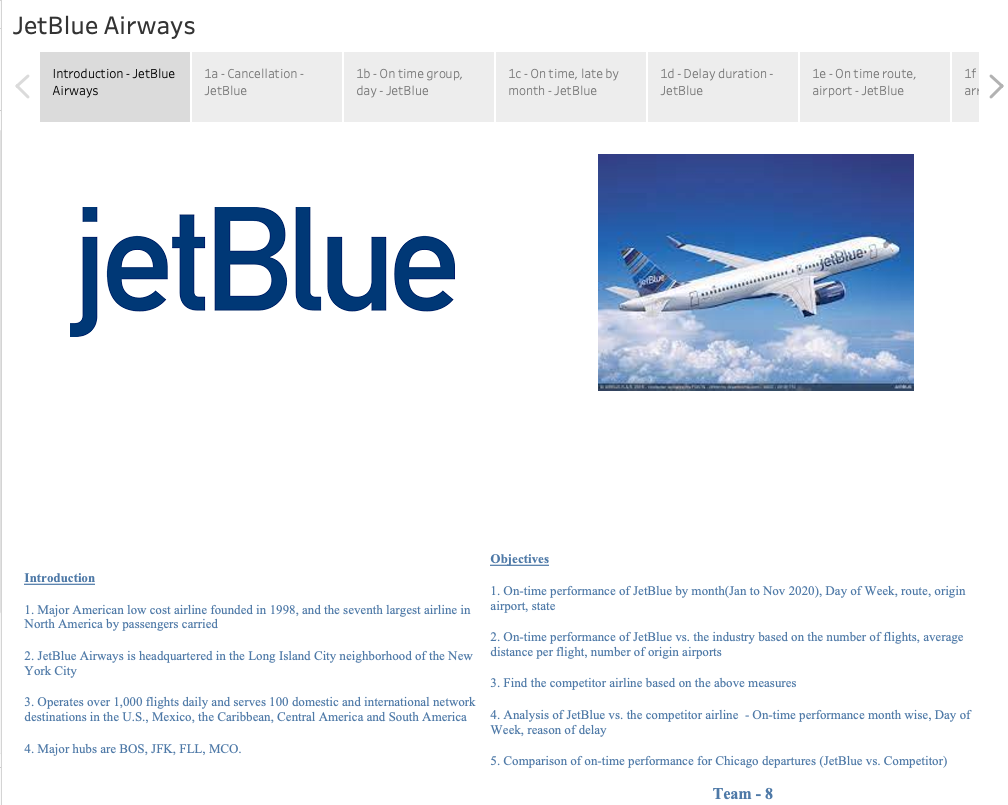 JetBlue Airways
Introduction - JetBlue
Airways
1a - Cancellation -
JetBlue
1b - On time group,
day - JetBlue
1c - On time, late by
month - JetBlue
1d - Delay duration -
JetBlue
1e - On time route,
airport - JetBlue
1f
jetBlue
jetBlue
jetBlue
Introduction
1. Major American low cost airline founded in 1998, and the seventh largest airline in
North America by passengers carried
2. JetBlue Airways is headquartered in the Long Island City neighborhood of the New
York City
3. Operates over 1,000 flights daily and serves 100 domestic and international network
destinations in the U.S., Mexico, the Caribbean, Central America and South America
4. Major hubs are BOS, JFK, FLL, MCO.
Objectives
1. On-time performance of JetBlue by month(Jan to Nov 2020), Day of Week, route, origin
airport, state
2. On-time performance of JetBlue vs. the industry based on the number of flights, average
distance per flight, number of origin airports
3. Find the competitor airline based on the above measures
4. Analysis of JetBlue vs. the competitor airline  - On-time performance month wise, Day of
Week, reason of delay
5. Comparison of on-time performance for Chicago departures (JetBlue vs. Competitor)
Team - 8